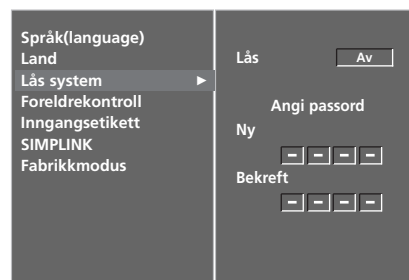 Språk(language)
Land
Lås system ►
Foreldrekontroll
Inngangsetikett
SIMPLINK
Fabrikkmodus
Lås Av
Angi passord
Ny
– – – –
Bekreft
– – – –